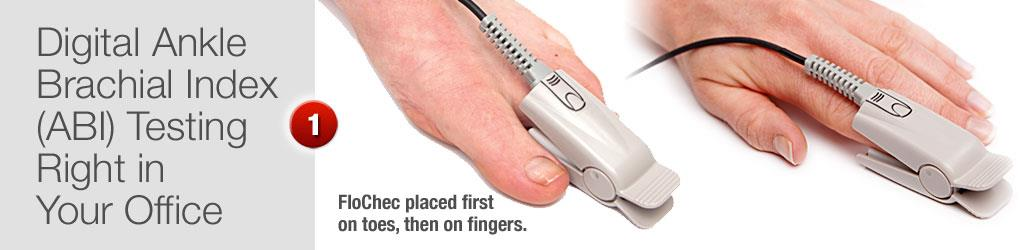 Digital Ankle
Brachial Index
(ABI) Testing
Right in
Your Office
1
FloChec placed first
on toes, then on fingers.